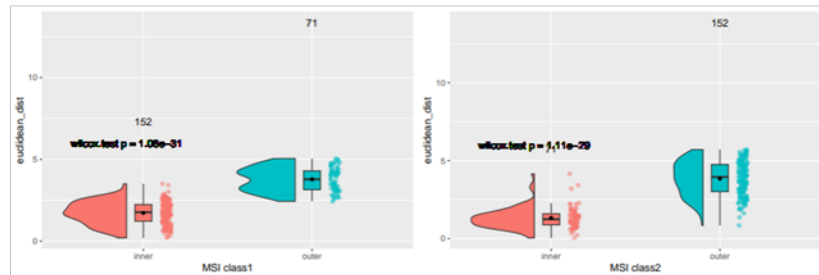 71
152
wilcox.test p = 1.06e-31
euclidean_dist
10
5
0
inner
outer
MSI class1
152
wilcox.test p = 1.11e-29
euclidean_dist
10
5
0
inner
outer
MSI class2